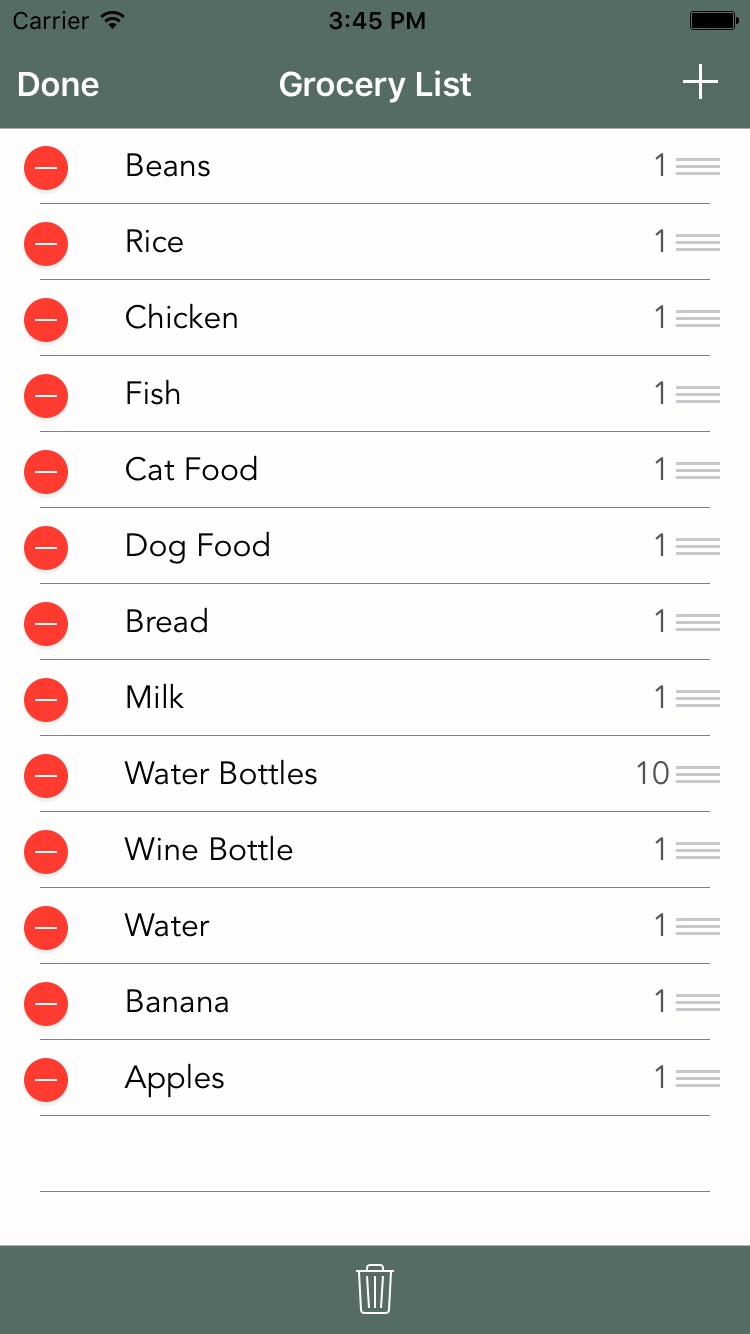 Carrier 3:45 PM
Done Grocery List
Beans 1
Rice 1
Chicken 1
Fish 1
Cat Food 1
Dog Food 1
Bread 1
Milk 1
Water Bottles 10
Wine Bottle 1
Water 1
Banana 1
Apples 1